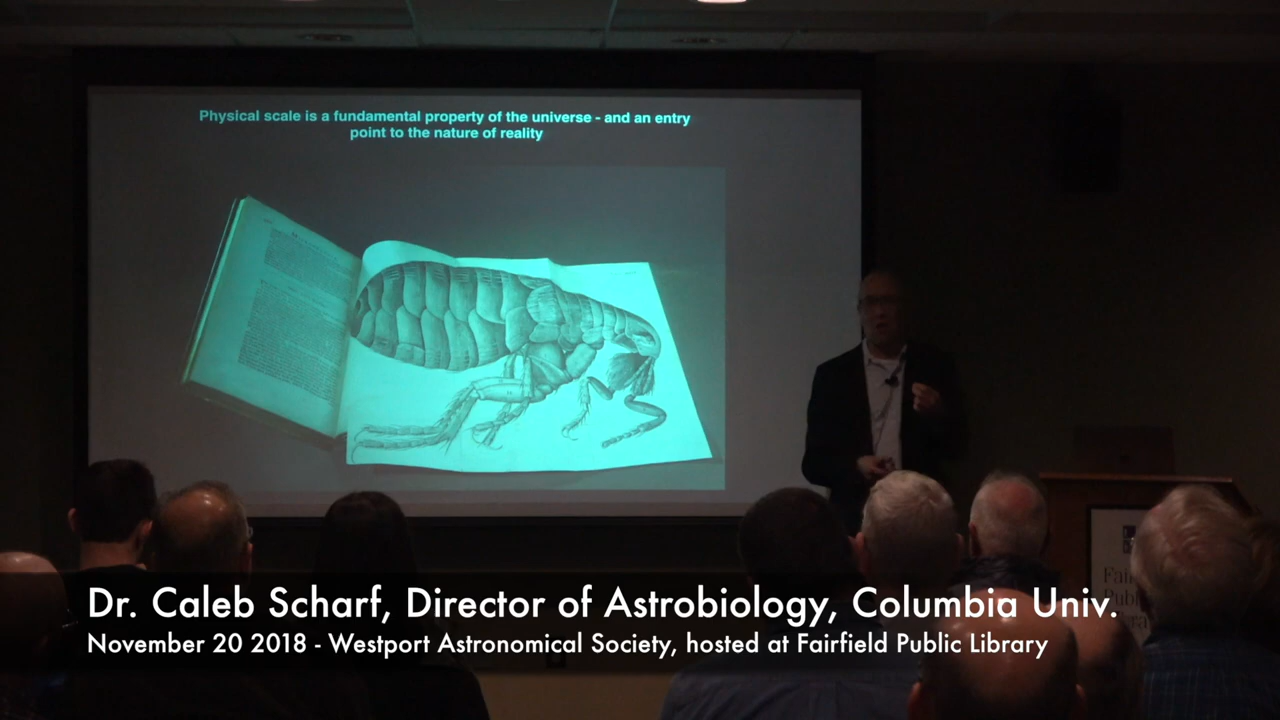 Physical scale is a fundamental property of the universe - and an entry
point to the nature of reality
Dr. Caleb Scharf, Director of Astrobiology, Columbia Univ.
November 20 2018 - Westport Astronomical Society, hosted at Fairfield Public Library